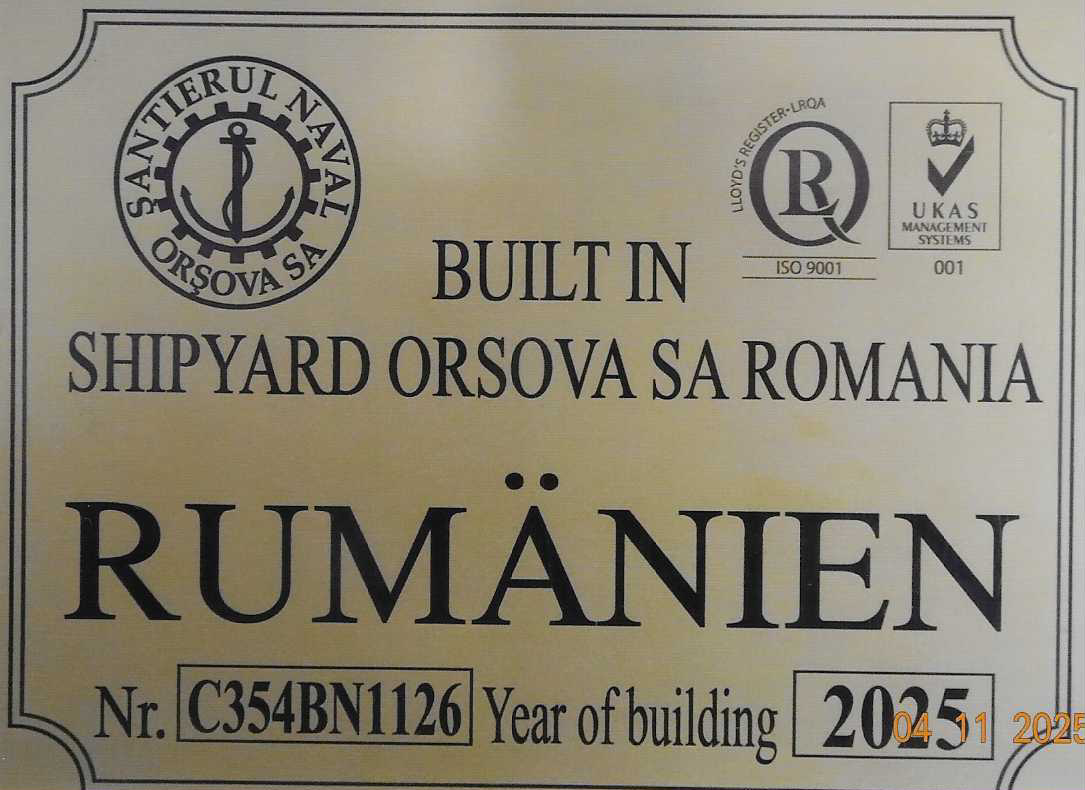 ŞANTIERUL NAVAL
ORŞOVA SA
LLOYD'S REGISTER-LRQA
LRQ
ISO 9001
UKAS
MANAGEMENT
SYSTEMS
001
BUILT IN
SHIPYARD ORSOVA SA ROMANIA
RUMÄNIEN
Nr. C354BN1126 Year of building 2025
04 11 2025